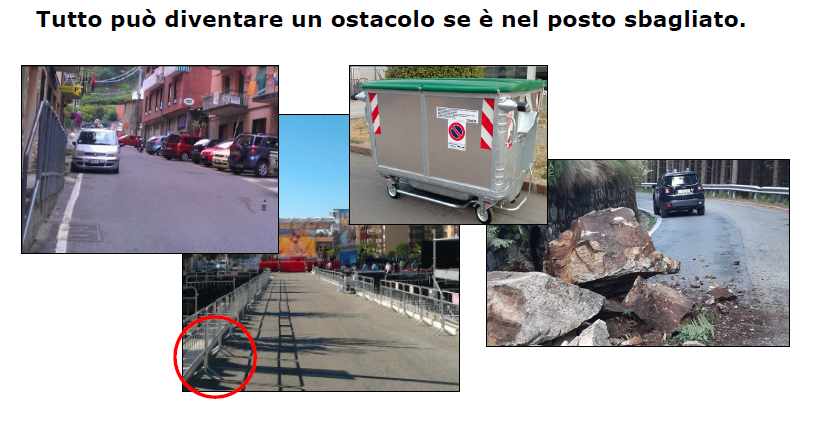 Tutto può diventare un ostacolo se è nel posto sbagliato.